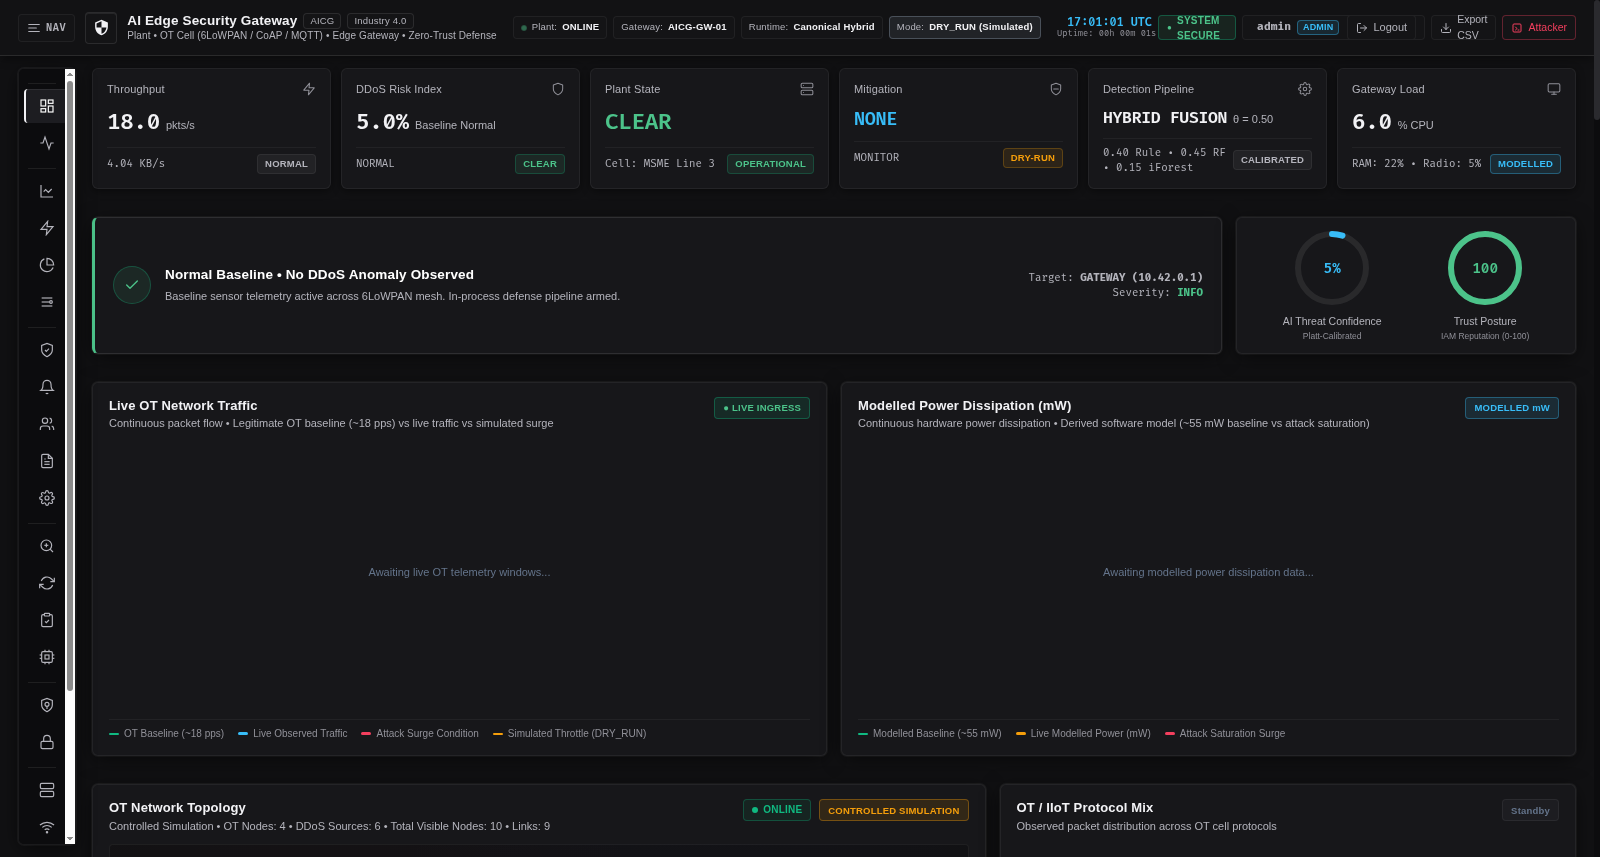 NAV
AI Edge Security Gateway AICG Industry 4.0
Plant • OT Cell (6LoWPAN / CoAP / MQTT) • Edge Gateway • Zero-Trust Defense
Plant: ONLINE
Gateway: AICG-GW-01
Runtime: Canonical Hybrid
Mode: DRY_RUN (Simulated)
17:01:01 UTC
Uptime: 00h 00m 01s
● SYSTEM SECURE
admin ADMIN
Logout
Export CSV
Attacker
Throughput
18.0 pkts/s
4.04 KB/s NORMAL
DDoS Risk Index
5.0% Baseline Normal
NORMAL CLEAR
Plant State
CLEAR
Cell: MSME Line 3 OPERATIONAL
Mitigation
NONE
MONITOR DRY-RUN
Detection Pipeline
HYBRID FUSION θ = 0.50
0.40 Rule • 0.45 RF
• 0.15 iForest
CALIBRATED
Gateway Load
6.0 % CPU
RAM: 22% • Radio: 5% MODELLED
Normal Baseline • No DDoS Anomaly Observed
Baseline sensor telemetry active across 6LoWPAN mesh. In-process defense pipeline armed.
Target: GATEWAY (10.42.0.1)
Severity: INFO
5%
AI Threat Confidence
Platt-Calibrated
100
Trust Posture
IAM Reputation (0-100)
Live OT Network Traffic
Continuous packet flow • Legitimate OT baseline (~18 pps) vs live traffic vs simulated surge
● LIVE INGRESS
Awaiting live OT telemetry windows...
OT Baseline (~18 pps) Live Observed Traffic Attack Surge Condition Simulated Throttle (DRY_RUN)
Modelled Power Dissipation (mW)
Continuous hardware power dissipation • Derived software model (~55 mW baseline vs attack saturation)
MODELLED mW
Awaiting modelled power dissipation data...
Modelled Baseline (~55 mW) Live Modelled Power (mW) Attack Saturation Surge
OT Network Topology
Controlled Simulation • OT Nodes: 4 • DDoS Sources: 6 • Total Visible Nodes: 10 • Links: 9
ONLINE
CONTROLLED SIMULATION
OT / IIoT Protocol Mix
Observed packet distribution across OT cell protocols
Standby